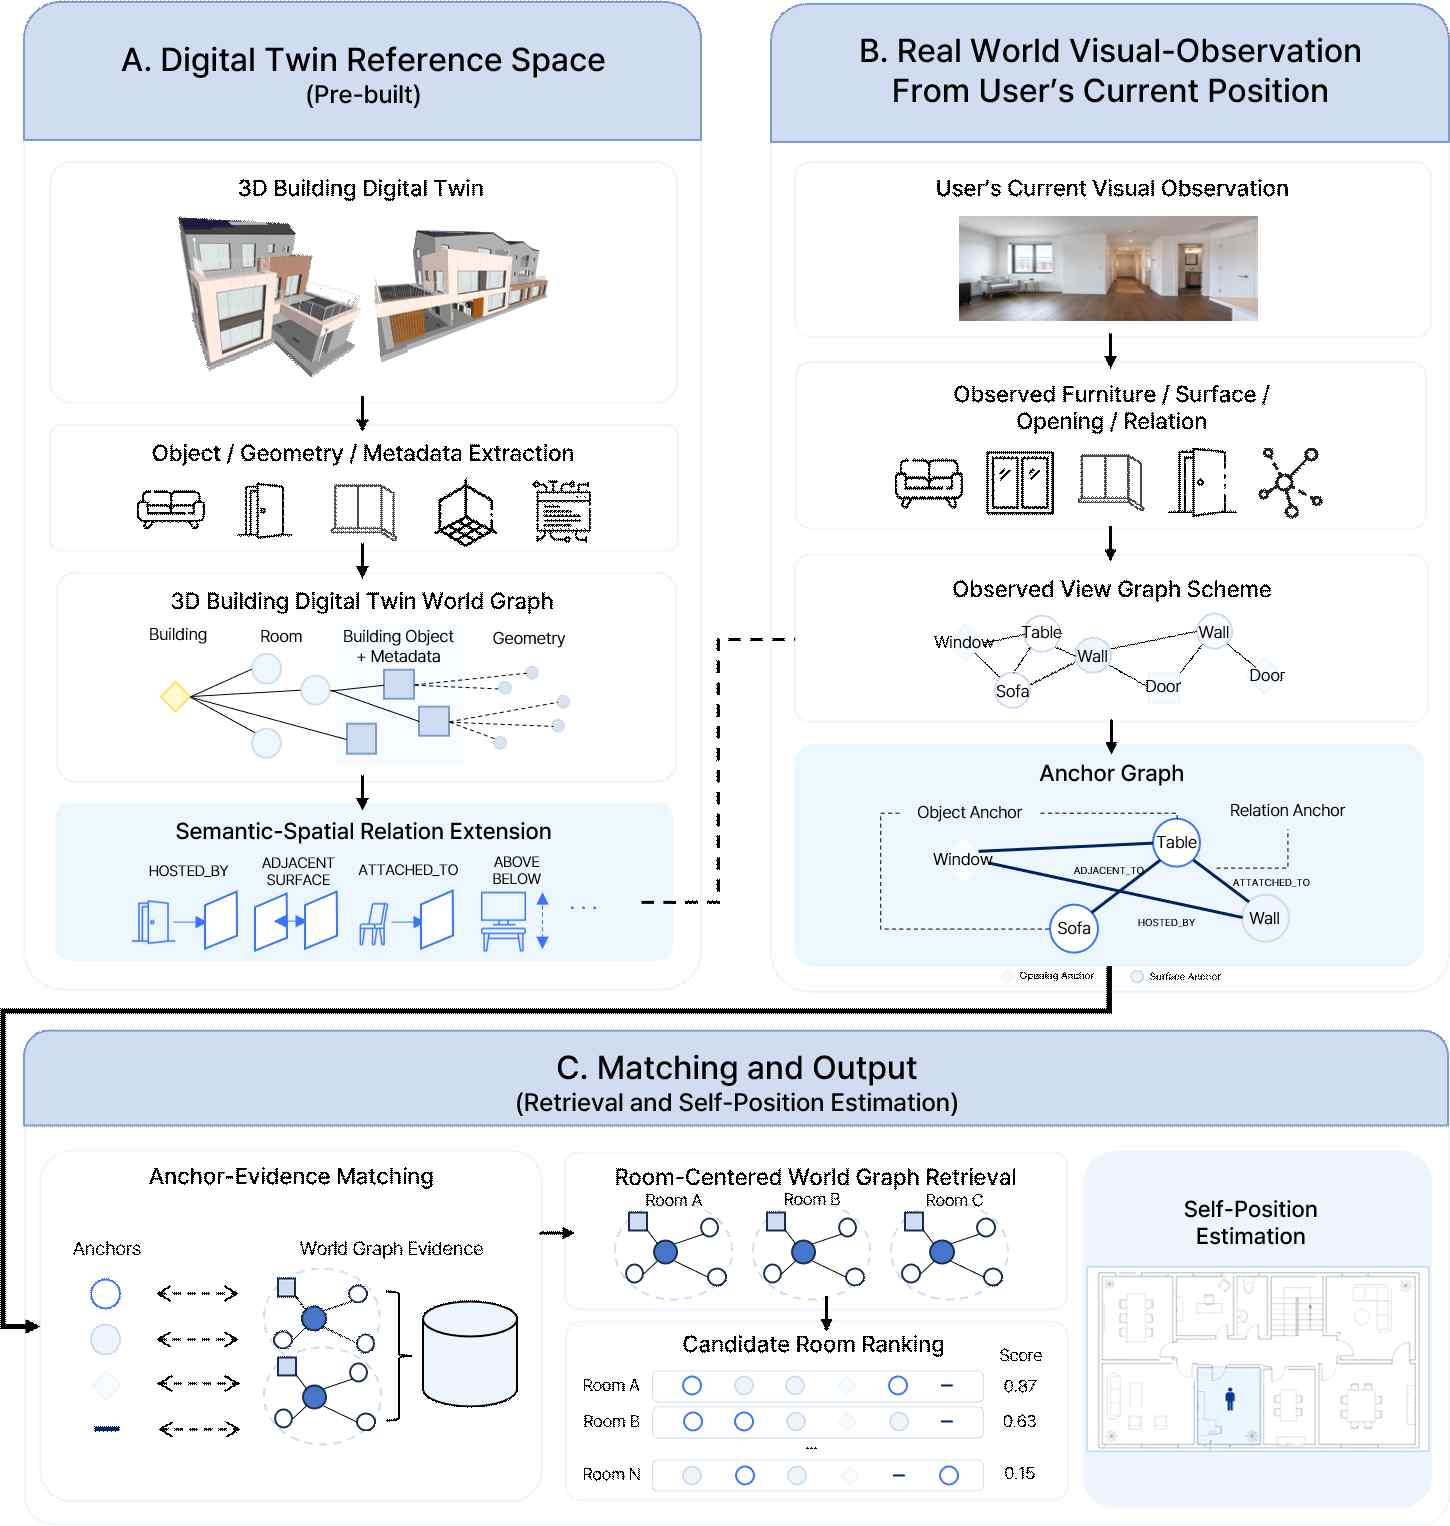 A. Digital Twin Reference Space
(Pre-built)
3D Building Digital Twin
Object / Geometry / Metadata Extraction
3D Building Digital Twin World Graph
Building
Room
Building Object
+ Metadata
Geometry
Semantic-Spatial Relation Extension
HOSTED_BY
ADJACENT
SURFACE
ATTACHED_TO
ABOVE
BELOW
...
B. Real World Visual-Observation
From User's Current Position
User's Current Visual Observation
Observed Furniture / Surface /
Opening / Relation
Observed View Graph Scheme
Window
Table
Wall
Wall
Sofa
Door
Door
Anchor Graph
Object Anchor
Relation Anchor
Table
Window
ADJACENT_TO
ATTATCHED_TO
Sofa
HOSTED_BY
Wall
Opening Anchor
Surface Anchor
C. Matching and Output
(Retrieval and Self-Position Estimation)
Anchor-Evidence Matching
Anchors
World Graph Evidence
Room-Centered World Graph Retrieval
Room A
Room B
Room C
Candidate Room Ranking
Score
Room A
0.87
Room B
0.63
...
Room N
0.15
Self-Position
Estimation